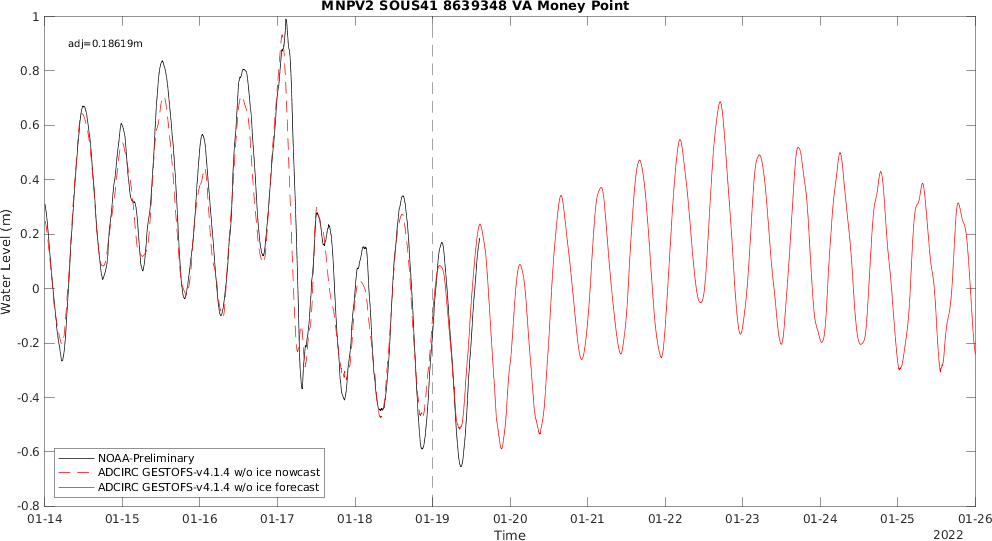 MNPV2 SOUS41 8639348 VA Money Point
adj=0.18619m
1
0.8
0.6
0.4
0.2
0
-0.2
-0.4
-0.6
-0.8
Water Level (m)
NOAA-Preliminary
ADCIRC GESTOFS-v4.1.4 w/o ice nowcast
ADCIRC GESTOFS-v4.1.4 w/o ice forecast
01-14 01-15 01-16 01-17 01-18 01-19 01-20 01-21 01-22 01-23 01-24 01-25 01-26
Time
2022